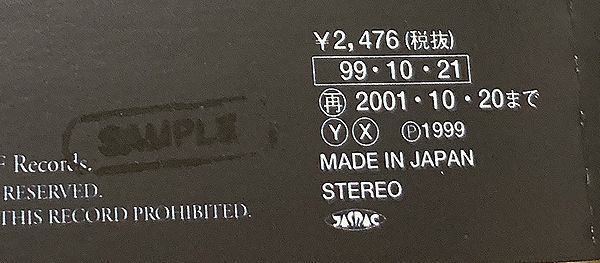 ¥2,476(税抜)
99・10・21
再 2001・10・20まで
Y X Ⓟ1999
MADE IN JAPAN
STEREO
JASRAC
SAMPLE
F Records.
RESERVED.
THIS RECORD PROHIBITED.